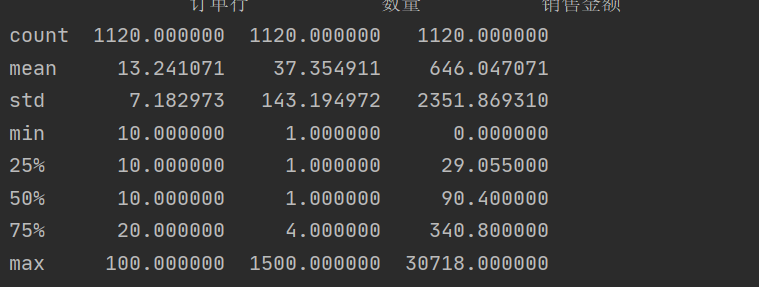 订单行 数量 销售金额
count 1120.000000 1120.000000 1120.000000
mean 13.241071 37.354911 646.047071
std 7.182973 143.194972 2351.869310
min 10.000000 1.000000 0.000000
25% 10.000000 1.000000 29.055000
50% 10.000000 1.000000 90.400000
75% 20.000000 4.000000 340.800000
max 100.000000 1500.000000 30718.000000